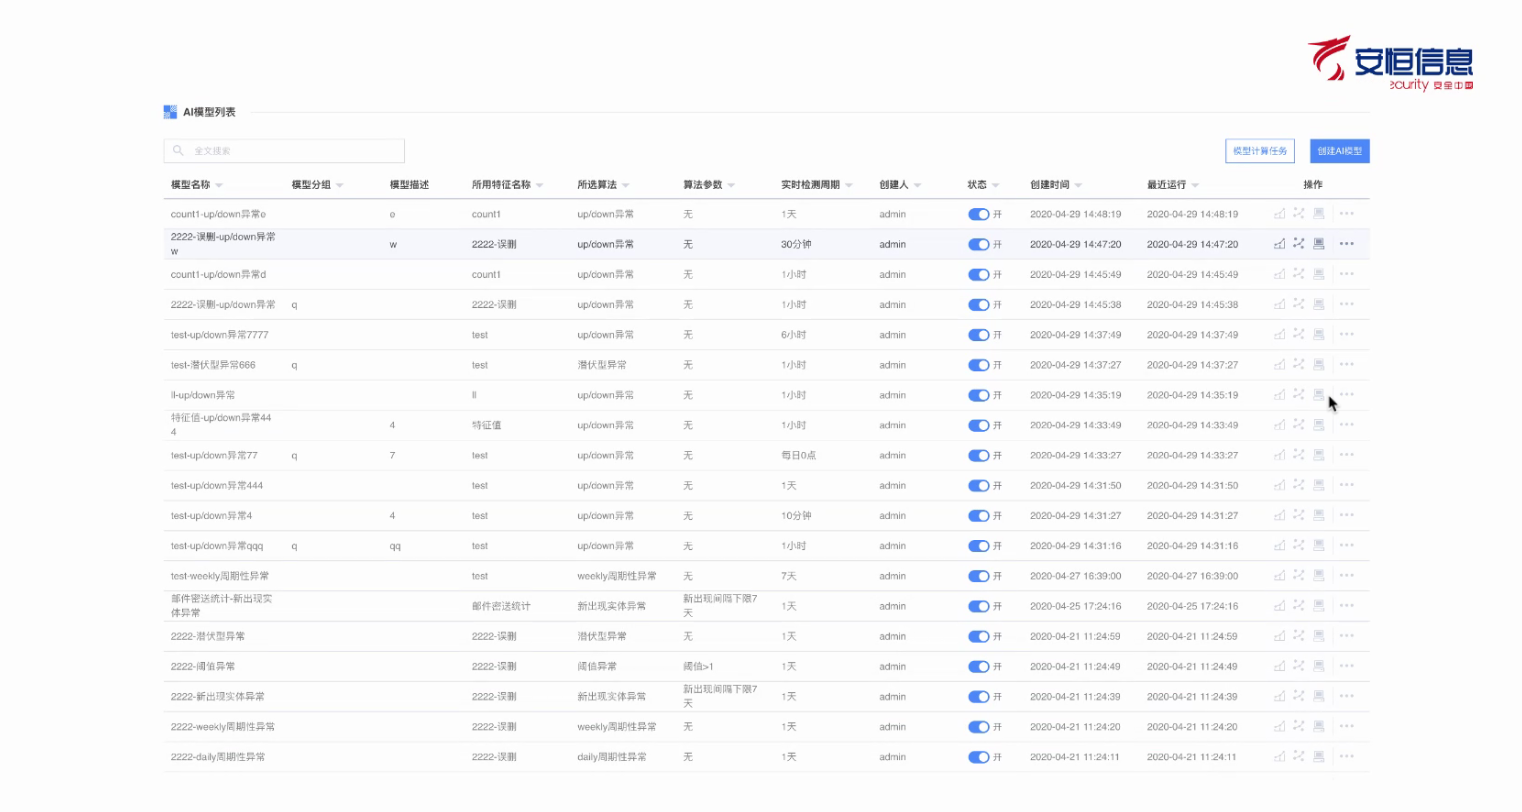 安恒信息
ecurity 安全中国
AI模型列表
全文搜索
模型计算任务 创建AI模型
模型名称 模型分组 模型描述 所用特征名称 所选算法 算法参数 实时检测周期 创建人 状态 创建时间 最近运行 操作
count1-up/down异常e e count1 up/down异常 无 1天 admin 开 2020-04-29 14:48:19 2020-04-29 14:48:19
2222-误删-up/down异常
w w 2222-误删 up/down异常 无 30分钟 admin 开 2020-04-29 14:47:20 2020-04-29 14:47:20
count1-up/down异常d count1 up/down异常 无 1小时 admin 开 2020-04-29 14:45:49 2020-04-29 14:45:49
2222-误删-up/down异常 q 2222-误删 up/down异常 无 1小时 admin 开 2020-04-29 14:45:38 2020-04-29 14:45:38
test-up/down异常7777 test up/down异常 无 6小时 admin 开 2020-04-29 14:37:49 2020-04-29 14:37:49
test-潜伏型异常666 q test 潜伏型异常 无 1小时 admin 开 2020-04-29 14:37:27 2020-04-29 14:37:27
ll-up/down异常 ll up/down异常 无 1小时 admin 开 2020-04-29 14:35:19 2020-04-29 14:35:19
特征值-up/down异常44
4 4 特征值 up/down异常 无 1小时 admin 开 2020-04-29 14:33:49 2020-04-29 14:33:49
test-up/down异常77 q 7 test up/down异常 无 每日0点 admin 开 2020-04-29 14:33:27 2020-04-29 14:33:27
test-up/down异常444 test up/down异常 无 1天 admin 开 2020-04-29 14:31:50 2020-04-29 14:31:50
test-up/down异常4 4 test up/down异常 无 10分钟 admin 开 2020-04-29 14:31:27 2020-04-29 14:31:27
test-up/down异常qqq q qq test up/down异常 无 1小时 admin 开 2020-04-29 14:31:16 2020-04-29 14:31:16
test-weekly周期性异常 test weekly周期性异常 无 7天 admin 开 2020-04-27 16:39:00 2020-04-27 16:39:00
邮件密送统计-新出现实
体异常 邮件密送统计 新出现实体异常 新出现间隔下限7
天 1天 admin 开 2020-04-25 17:24:16 2020-04-25 17:24:16
2222-潜伏型异常 2222-误删 潜伏型异常 无 1天 admin 开 2020-04-21 11:24:59 2020-04-21 11:24:59
2222-阈值异常 2222-误删 阈值异常 阈值>1 1天 admin 开 2020-04-21 11:24:49 2020-04-21 11:24:49
2222-新出现实体异常 2222-误删 新出现实体异常 新出现间隔下限7
天 1天 admin 开 2020-04-21 11:24:39 2020-04-21 11:24:39
2222-weekly周期性异常 2222-误删 weekly周期性异常 无 1天 admin 开 2020-04-21 11:24:20 2020-04-21 11:24:20
2222-daily周期性异常 2222-误删 daily周期性异常 无 1天 admin 开 2020-04-21 11:24:11 2020-04-21 11:24:11